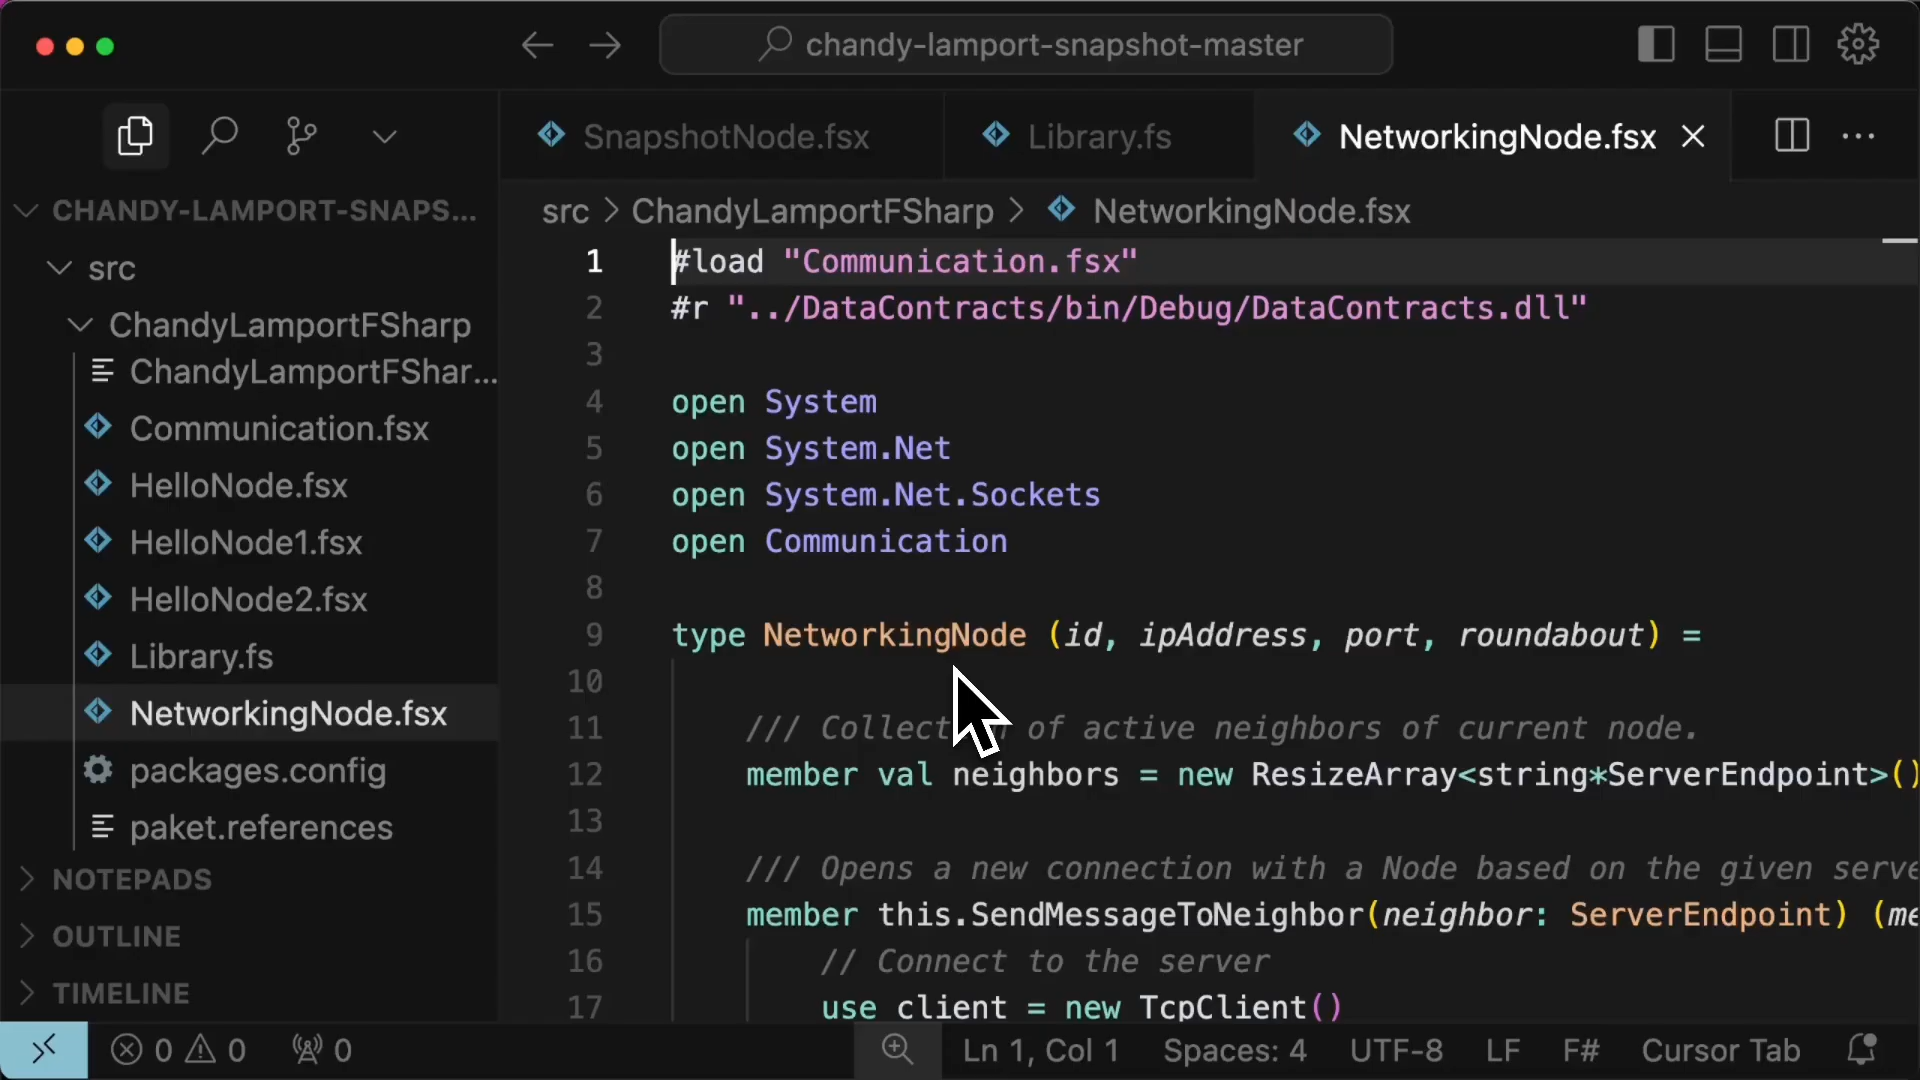 chandy-lamport-snapshot-master
SnapshotNode.fsx
Library.fs
NetworkingNode.fsx
CHANDY-LAMPORT-SNAPS...
src
ChandyLamportFSharp
ChandyLamportFShar...
Communication.fsx
HelloNode.fsx
HelloNode1.fsx
HelloNode2.fsx
Library.fs
NetworkingNode.fsx
packages.config
paket.references
NOTEPADS
OUTLINE
TIMELINE
src > ChandyLamportFSharp > NetworkingNode.fsx
1 #load "Communication.fsx"
2 #r "../DataContracts/bin/Debug/DataContracts.dll"
3
4 open System
5 open System.Net
6 open System.Net.Sockets
7 open Communication
8
9 type NetworkingNode (id, ipAddress, port, roundabout) =
10
11 /// Collect n of active neighbors of current node.
12 member val neighbors = new ResizeArray<string*ServerEndpoint>()
13
14 /// Opens a new connection with a Node based on the given serve
15 member this.SendMessageToNeighbor(neighbor: ServerEndpoint) (me
16 // Connect to the server
17 use client = new TcpClient()
0 0 0
Ln 1, Col 1 Spaces: 4 UTF-8 LF F# Cursor Tab